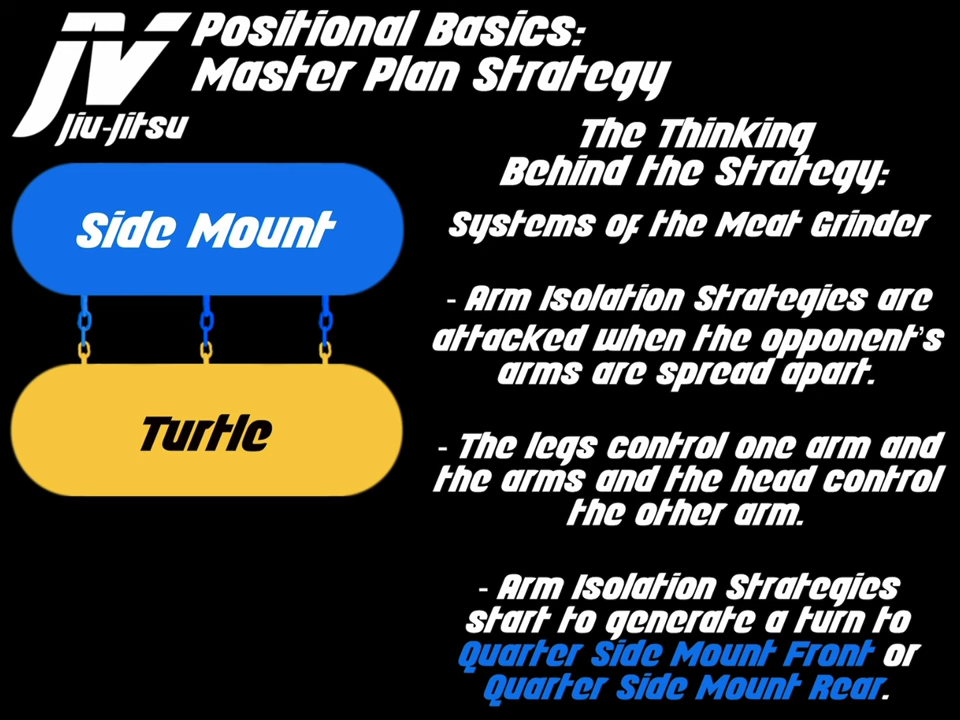 JV
Jiu-Jitsu
Positional Basics:
Master Plan Strategy
Side Mount
Turtle
The Thinking
Behind the Strategy:
Systems of the Meat Grinder
- Arm Isolation Strategies are
attacked when the opponent's
arms are spread apart.
- The legs control one arm and
the arms and the head control
the other arm.
- Arm Isolation Strategies
start to generate a turn to
Quarter Side Mount Front or
Quarter Side Mount Rear.